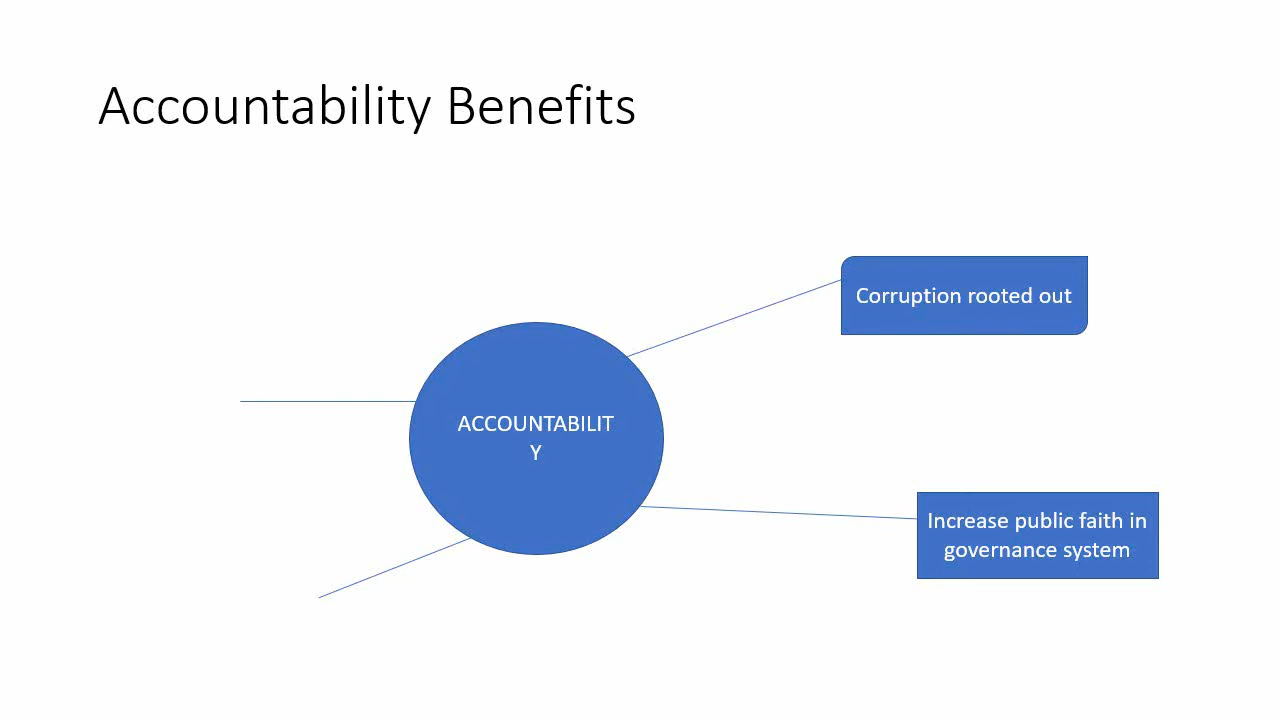 Accountability Benefits
Corruption rooted out
ACCOUNTABILIT
Y
Increase public faith in
governance system